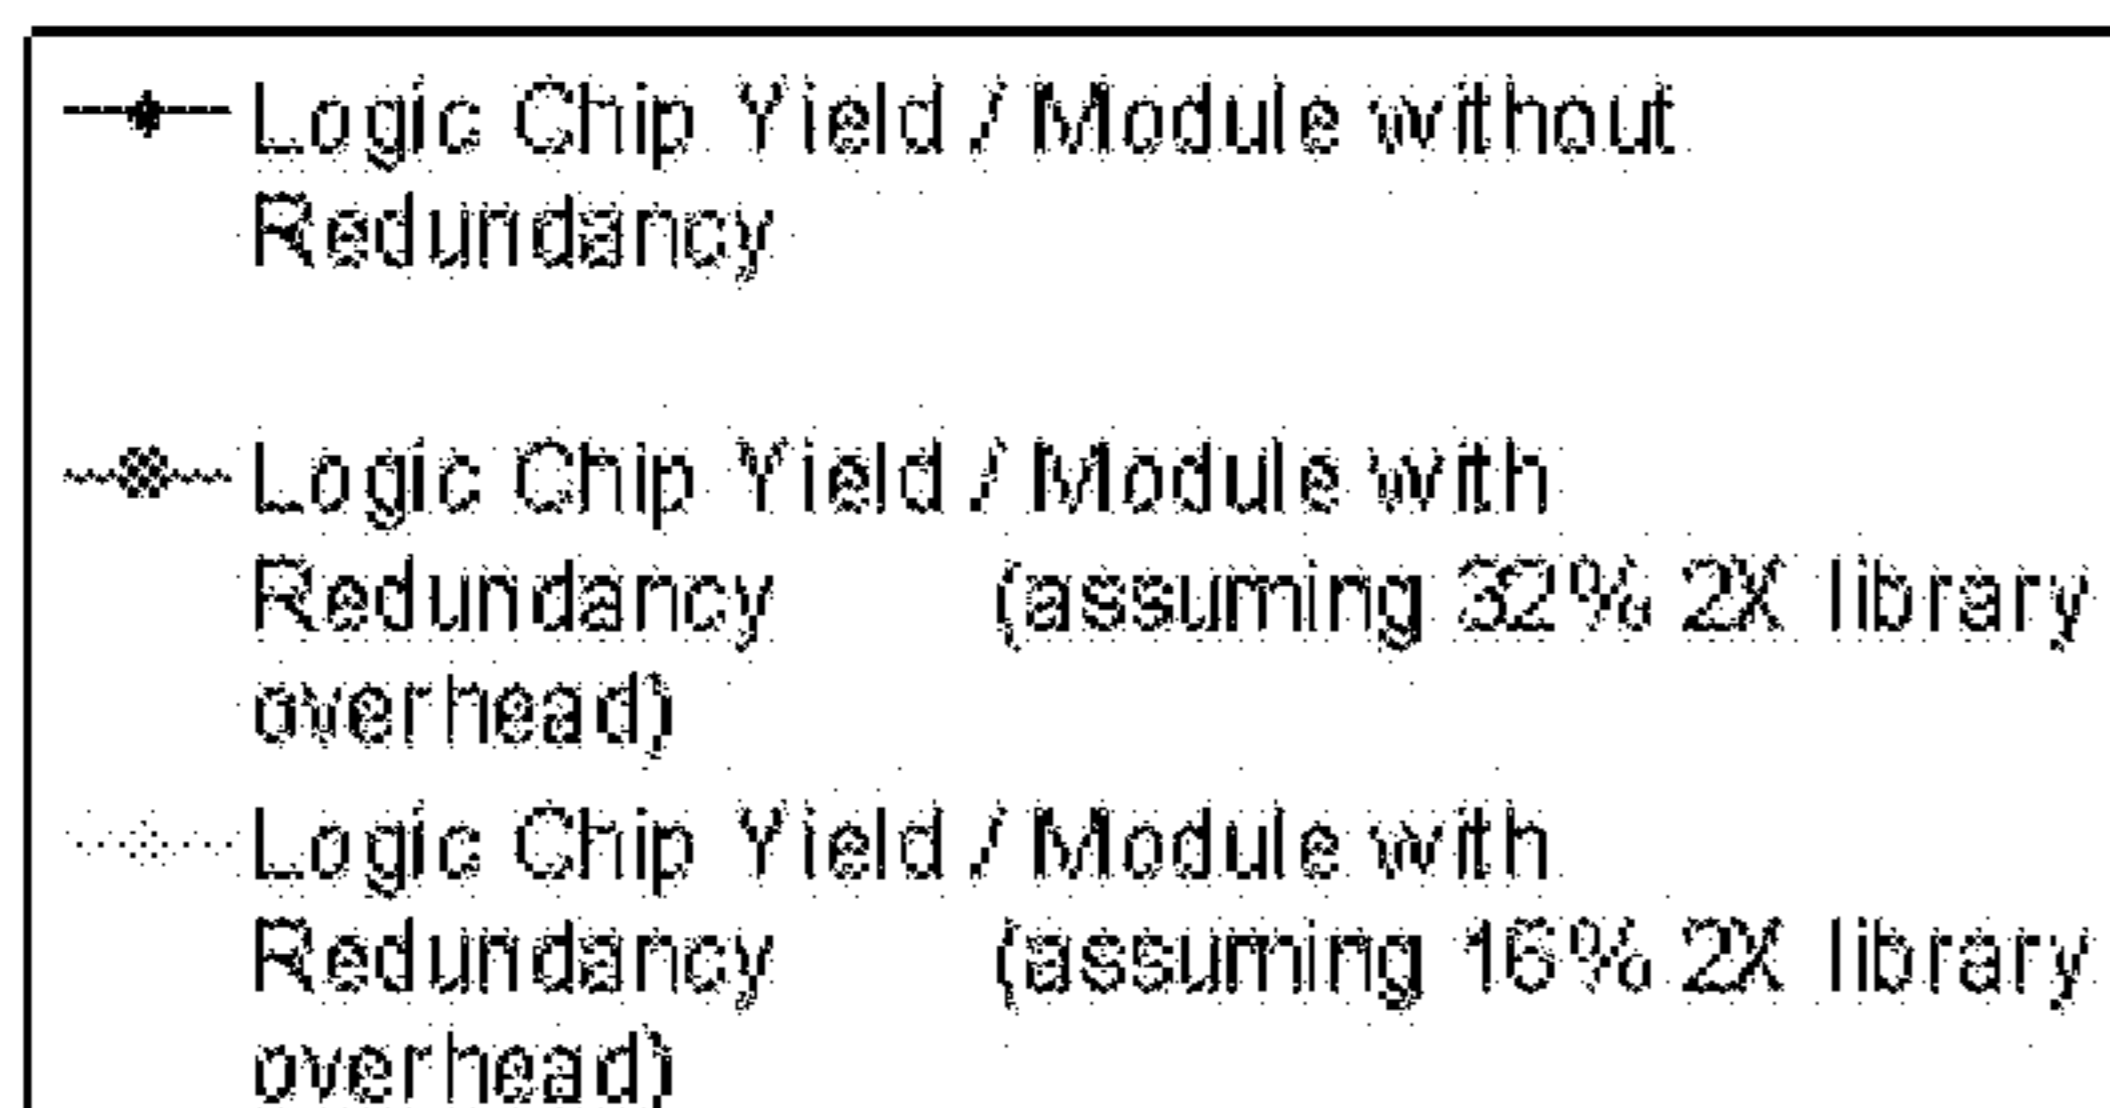 Logic Chip Yield / Module without
Redundancy
Logic Chip Yield / Module with
Redundancy (assuming 32% 2X library
overhead)
Logic Chip Yield / Module with
Redundancy (assuming 16% 2X library
overhead)